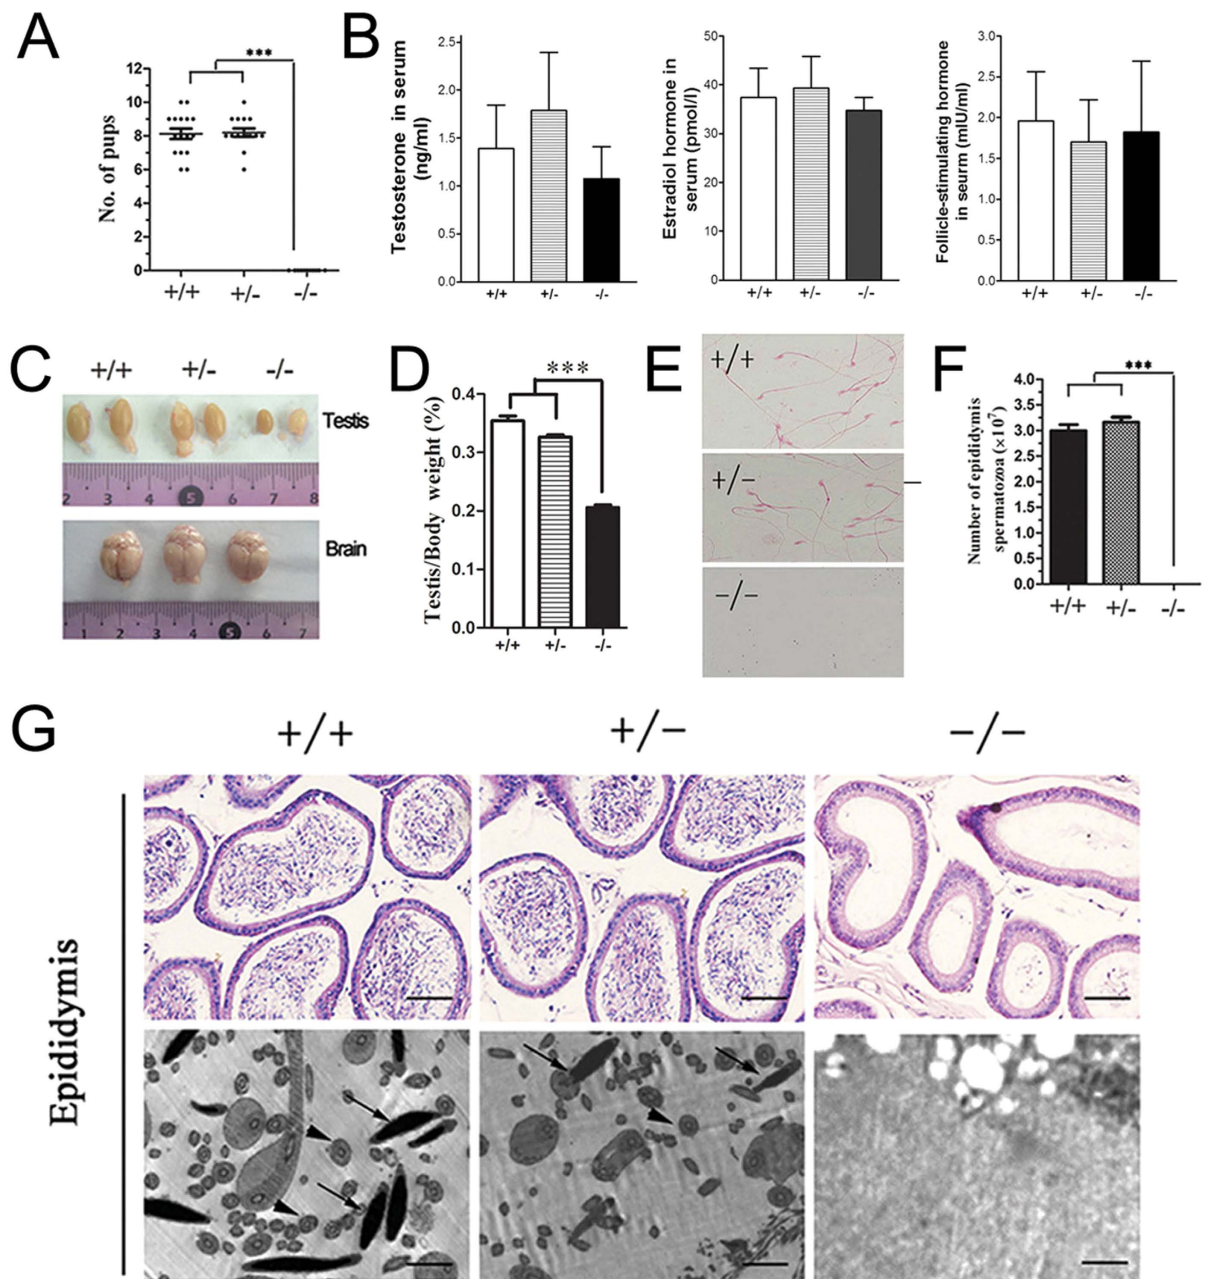 A
***
12
10
8
6
4
2
0
No. of pups
+/+ +/- -/-
B
2.5
2.0
1.5
1.0
0.5
0.0
Testosterone in serum
(ng/ml)
+/+ +/- -/-
50
40
30
20
10
0
Estradiol hormone in
serum (pmol/l)
+/+ +/- -/-
3.0
2.5
2.0
1.5
1.0
0.5
0.0
Follicle-stimulating hormone
in seurm (mIU/ml)
+/+ +/- -/-
C
+/+ +/- -/-
Testis
2 3 4 5 6 7 8
Brain
1 2 3 4 5 6 7
D
***
0.4
0.3
0.2
0.1
0.0
Testis/Body weight (%)
+/+ +/- -/-
E
+/+
+/−
−/−
F
***
4.0
3.5
3.0
2.5
2.0
1.5
1.0
0.5
0.0
Number of epididymis
spermatozoa (×10⁷)
+/+ +/- -/-
G
+/+ +/− −/−
Epididymis